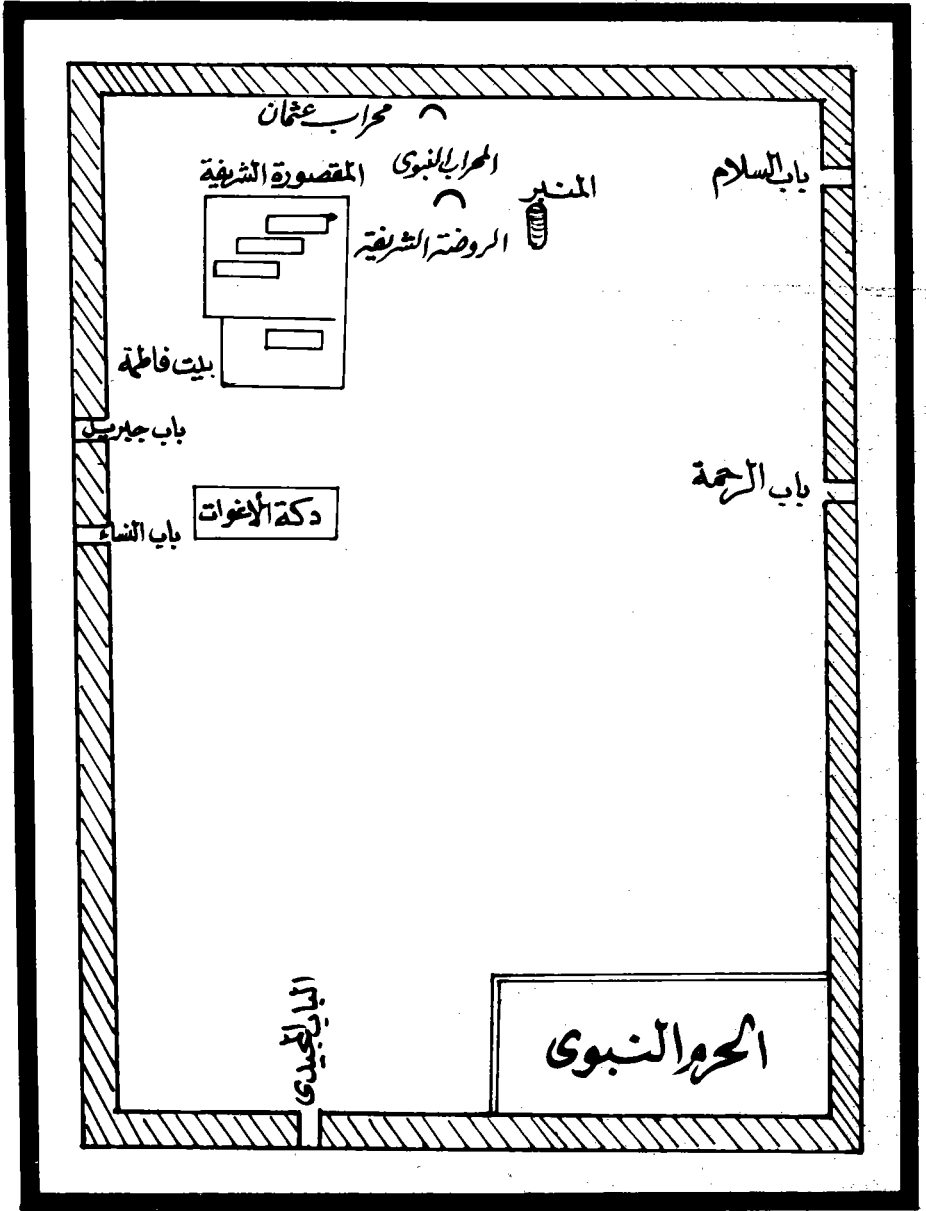 محراب عثمان
المحراب النبوى
المقصورة الشريفة
باب السلام
المنبر
الروضة الشريفة
بيت فاطمة
باب جبريل
باب الرحمة
دكة الأغوات
باب النساء
الباب المجيدى
الحرم النبوى